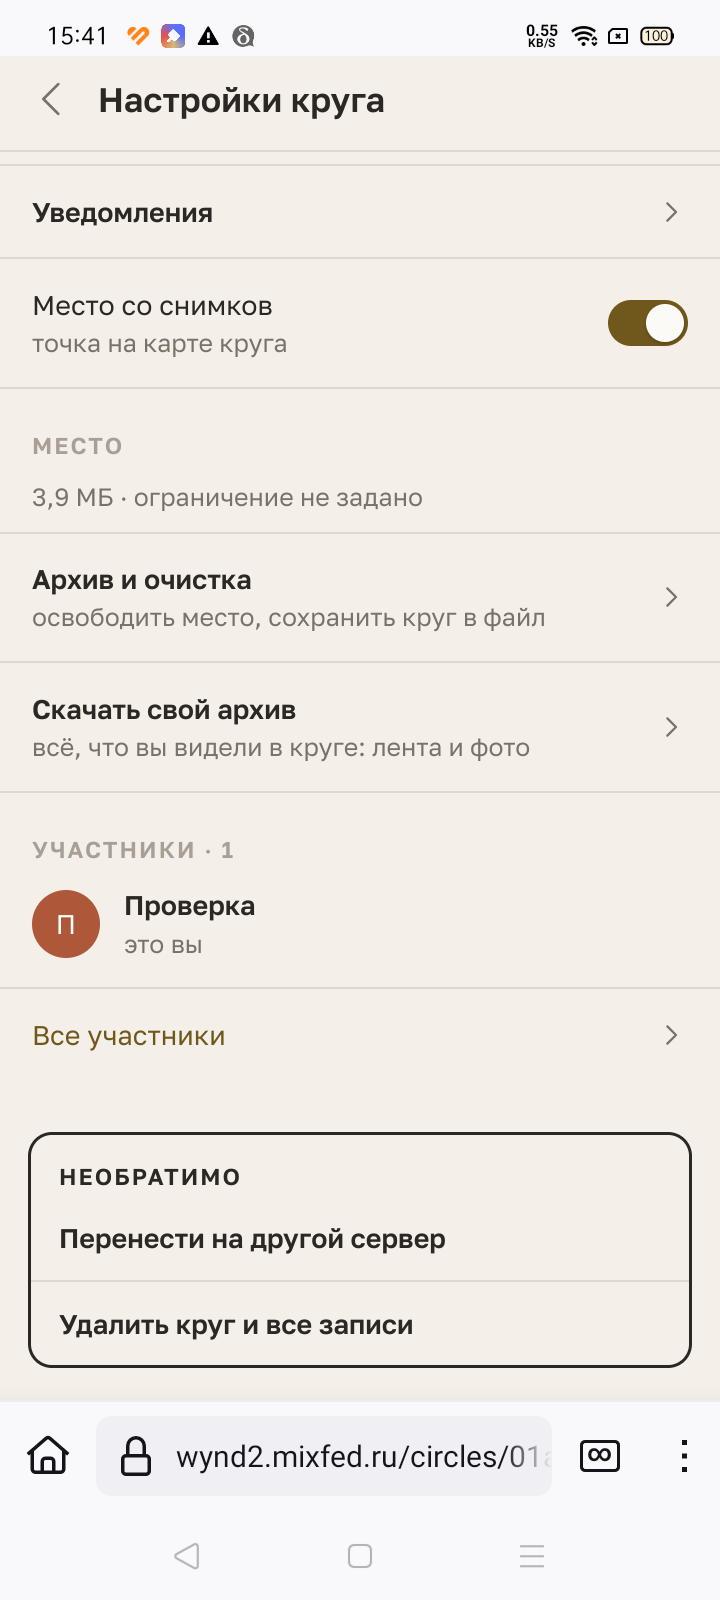 15:41
0.55
KB/S
100
Настройки круга
Уведомления
Место со снимков
точка на карте круга
МЕСТО
3,9 МБ · ограничение не задано
Архив и очистка
освободить место, сохранить круг в файл
Скачать свой архив
всё, что вы видели в круге: лента и фото
УЧАСТНИКИ · 1
П
Проверка
это вы
Все участники
НЕОБРАТИМО
Перенести на другой сервер
Удалить круг и все записи
wynd2.mixfed.ru/circles/01a